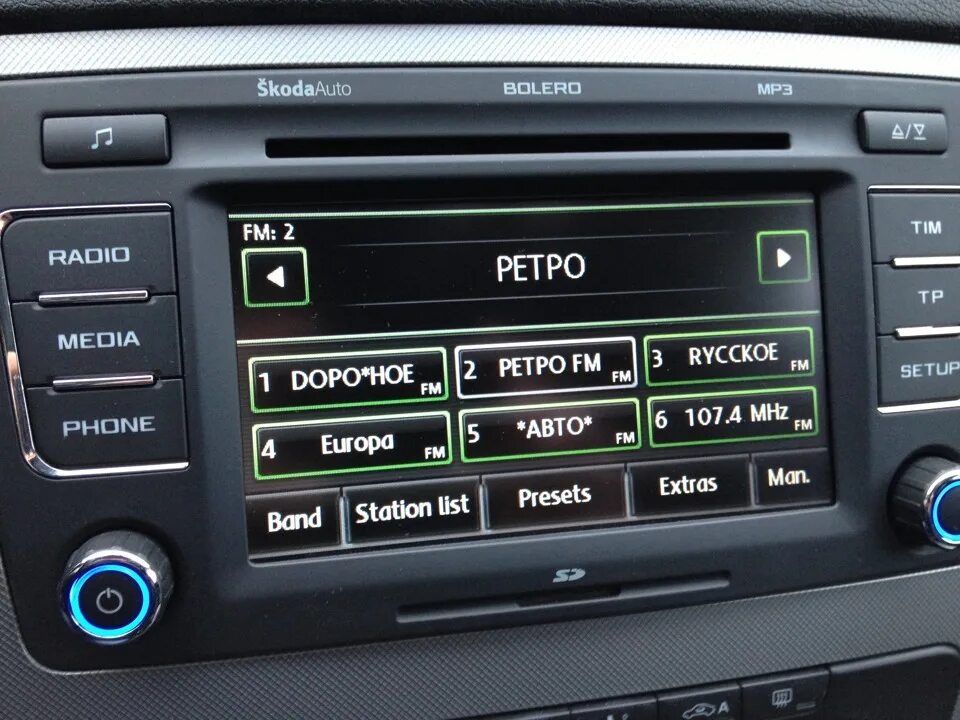 ŠkodaAuto BOLERO MP3
RADIO
MEDIA
PHONE
FM: 2
PETPO
1 DOPO*HOE FM
2 PETPO FM FM
3 RYCCKOE FM
4 Europa FM
5 *ABTO* FM
6 107.4 MHz FM
Band Station list Presets Extras Man.
TIM
TP
SETUP
SD
A